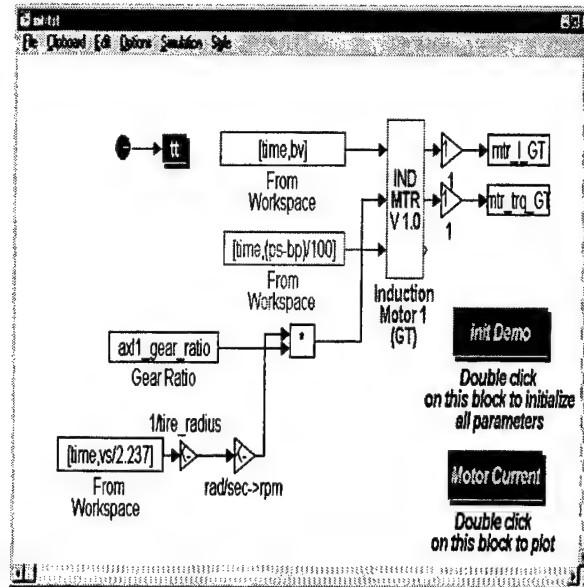 File Clipboard Edit Options Simulation Style
tt
[time,bv]
From
Workspace
IND
MTR
V 1.0
1
1
mtr_I_GT
1
1
mtr_trq_GT
[time,(ps-bp)/100]
From
Workspace
Induction
Motor 1
(GT)
axl1_gear_ratio
Gear Ratio
*
Init Demo
Double click
on this block to initialize
all parameters
1/tire_radius
[time,vs/2.237]
From
Workspace
rad/sec->rpm
Motor Current
Double click
on this block to plot